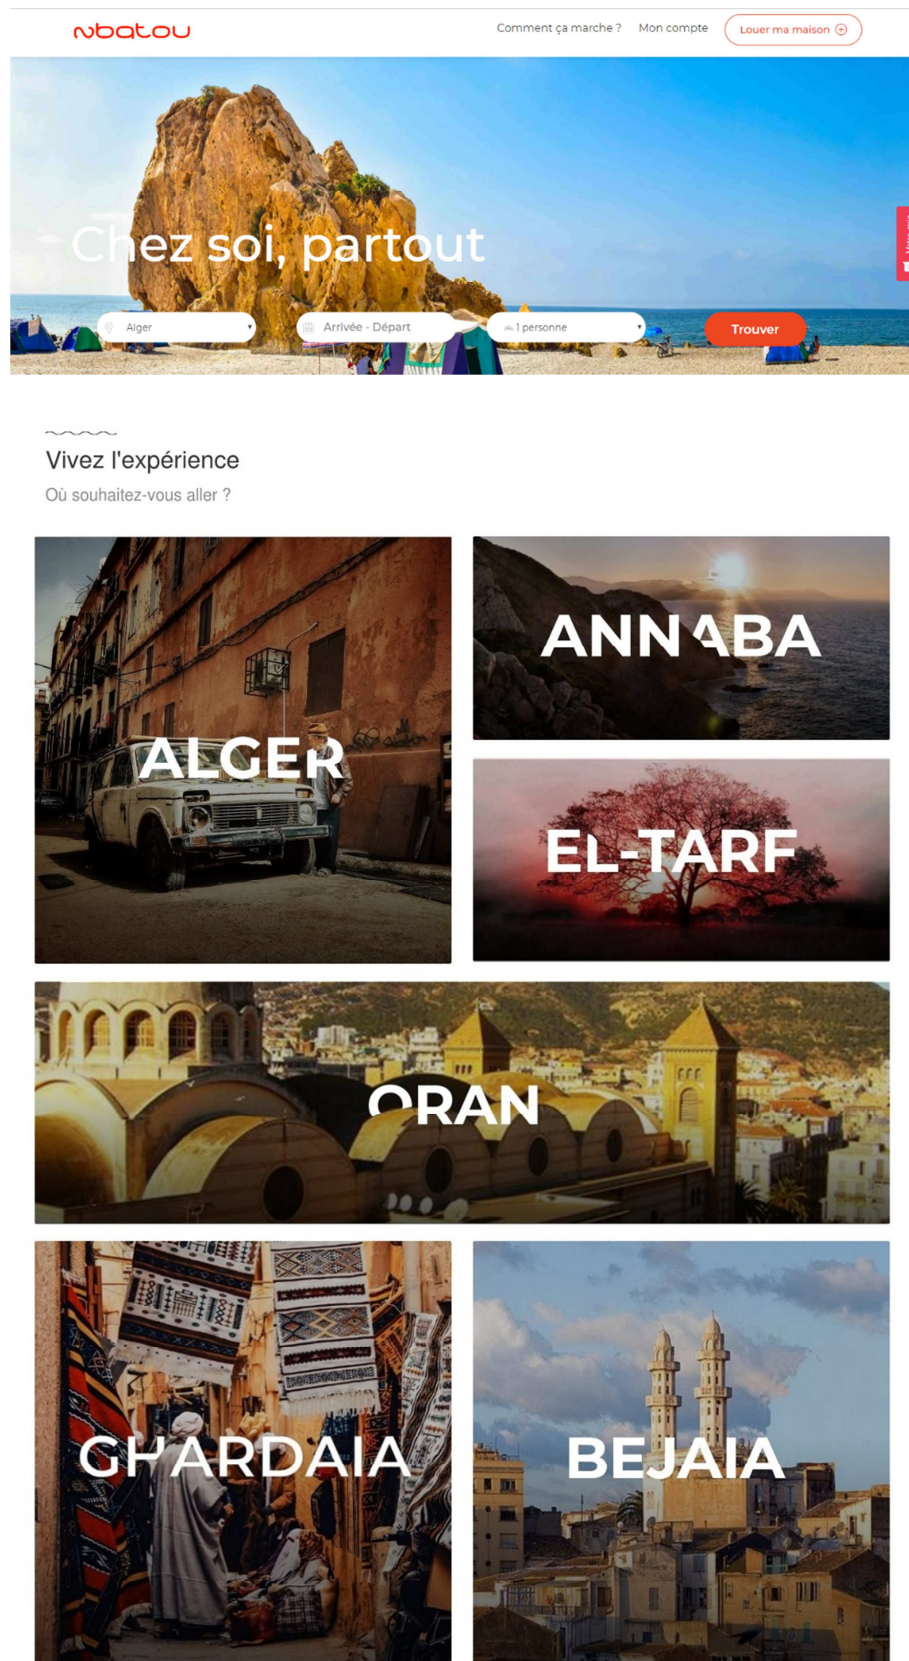 nbatou
Comment ça marche ? Mon compte Louer ma maison
Chez soi, partout
Alger Arrivée - Départ 1 personne Trouver
Vivez l'expérience
Où souhaitez-vous aller ?
ALGER
ANNABA
EL-TARF
ORAN
GHARDAIA
BEJAIA